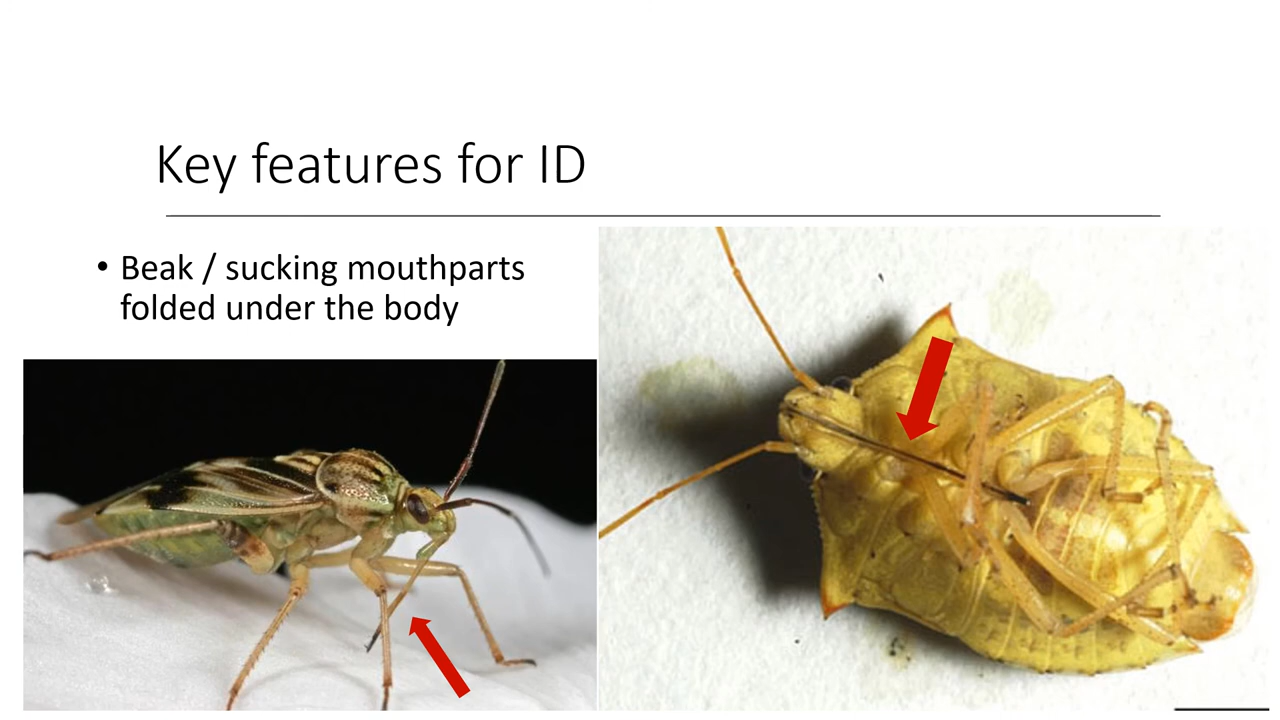 Key features for ID
• Beak / sucking mouthparts
folded under the body